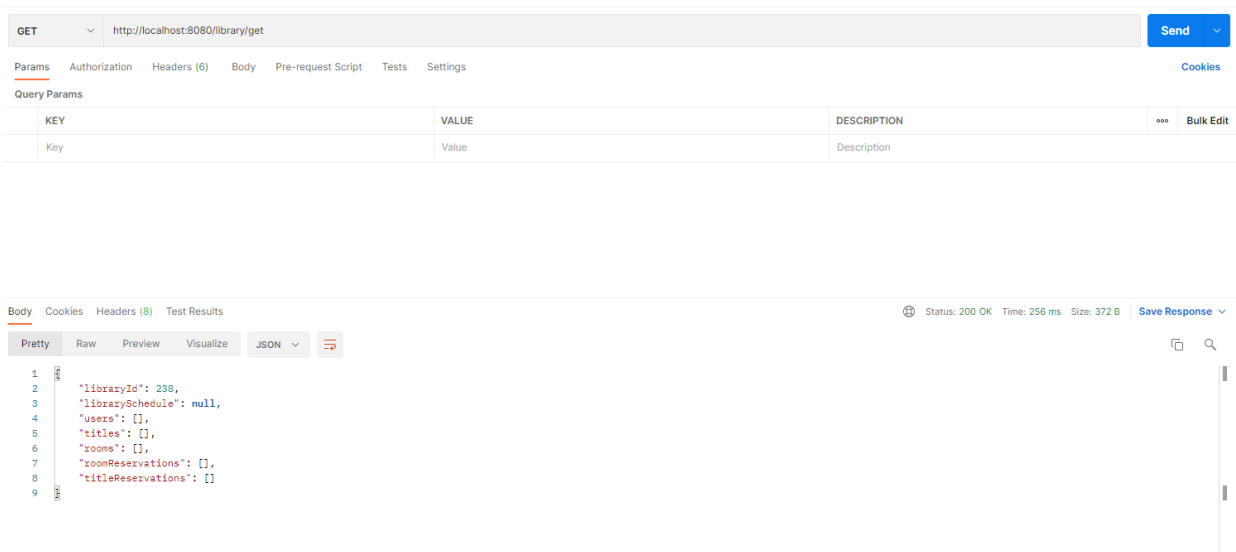 GET http://localhost:8080/library/get Send
Params Authorization Headers (6) Body Pre-request Script Tests Settings Cookies
Query Params
KEY VALUE DESCRIPTION ooo Bulk Edit
Key Value Description
Body Cookies Headers (8) Test Results Status: 200 OK Time: 256 ms Size: 372 B Save Response
Pretty Raw Preview Visualize JSON
1 {
2 "libraryId": 238,
3 "librarySchedule": null,
4 "users": [],
5 "titles": [],
6 "rooms": [],
7 "roomReservations": [],
8 "titleReservations": []
9 }